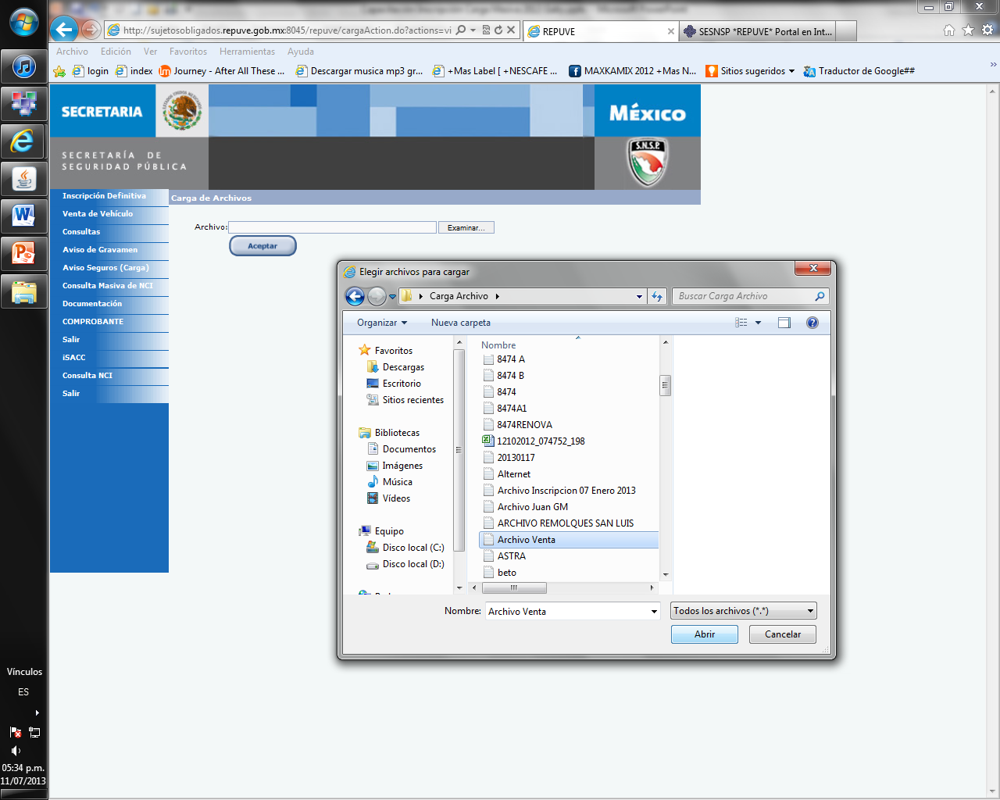 http://sujetosobligados.repuve.gob.mx:8045/repuve/cargaAction.do?actions=vi
REPUVE
SESNSP *REPUVE* Portal en Int...
Archivo Edición Ver Favoritos Herramientas Ayuda
login
index
Journey - After All These ...
Descargar musica mp3 gr...
+Mas Label [ +NESCAFE ...
MAXKAMIX 2012 +Mas N...
Sitios sugeridos
Traductor de Google##
SECRETARIA
MÉXICO
SECRETARÍA DE
SEGURIDAD PÚBLICA
S.N.S.P.
Inscripción Definitiva
Venta de Vehículo
Consultas
Aviso de Gravamen
Aviso Seguros (Carga)
Consulta Masiva de NCI
Documentación
COMPROBANTE
Salir
iSACC
Consulta NCI
Salir
Carga de Archivos
Archivo:
Examinar...
Aceptar
Elegir archivos para cargar
Carga Archivo
Buscar Carga Archivo
Organizar
Nueva carpeta
Favoritos
Descargas
Escritorio
Sitios recientes
Bibliotecas
Documentos
Imágenes
Música
Vídeos
Equipo
Disco local (C:)
Disco local (D:)
Nombre
8474 A
8474 B
8474
8474A1
8474RENOVA
12102012_074752_198
20130117
Alternet
Archivo Inscripcion 07 Enero 2013
Archivo Juan GM
ARCHIVO REMOLQUES SAN LUIS
Archivo Venta
ASTRA
beto
Nombre:
Archivo Venta
Todos los archivos (*.*)
Abrir
Cancelar
Vínculos
ES
05:34 p.m.
11/07/2013